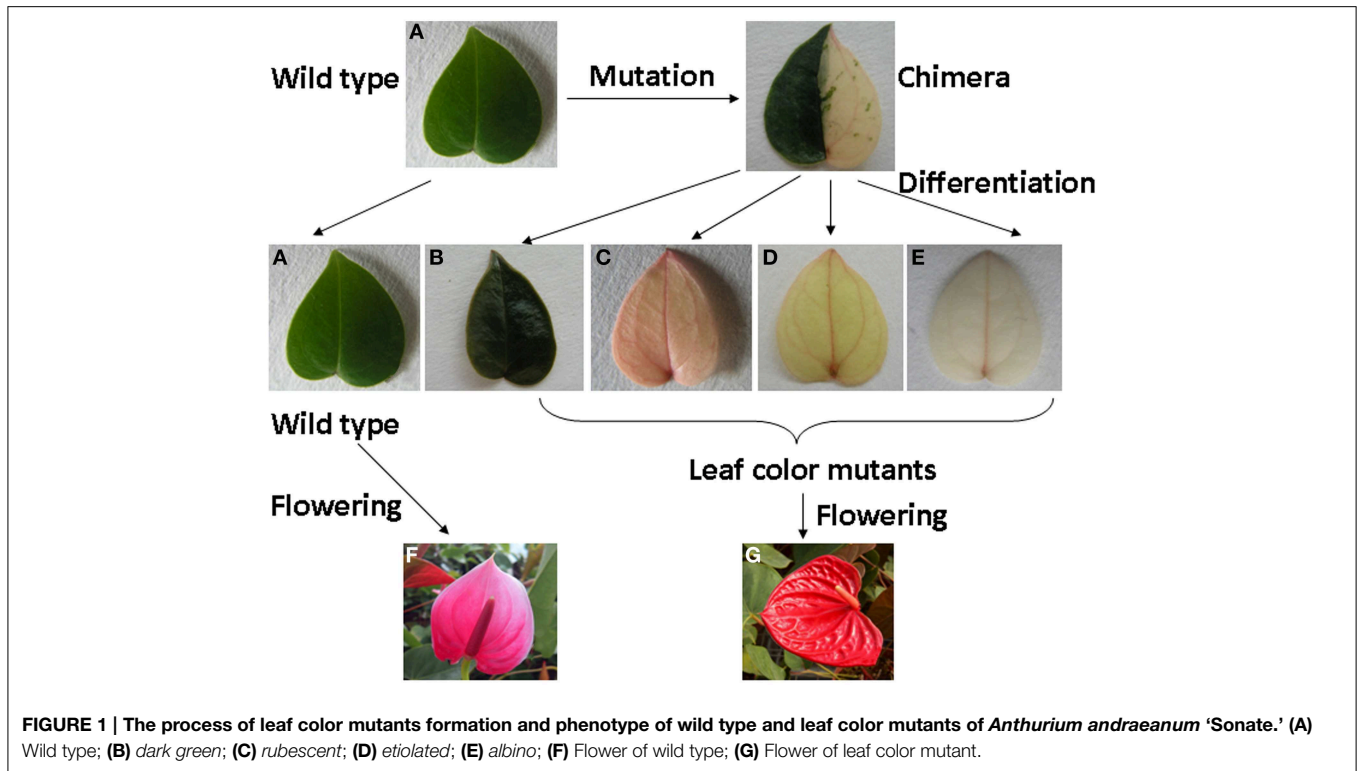 A
Wild type
Mutation
Chimera
Differentiation
A
B
C
D
E
Wild type
Leaf color mutants
Flowering
Flowering
F
G
FIGURE 1 | The process of leaf color mutants formation and phenotype of wild type and leaf color mutants of Anthurium andraeanum ‘Sonate.’ (A)
Wild type; (B) dark green; (C) rubescent; (D) etiolated; (E) albino; (F) Flower of wild type; (G) Flower of leaf color mutant.